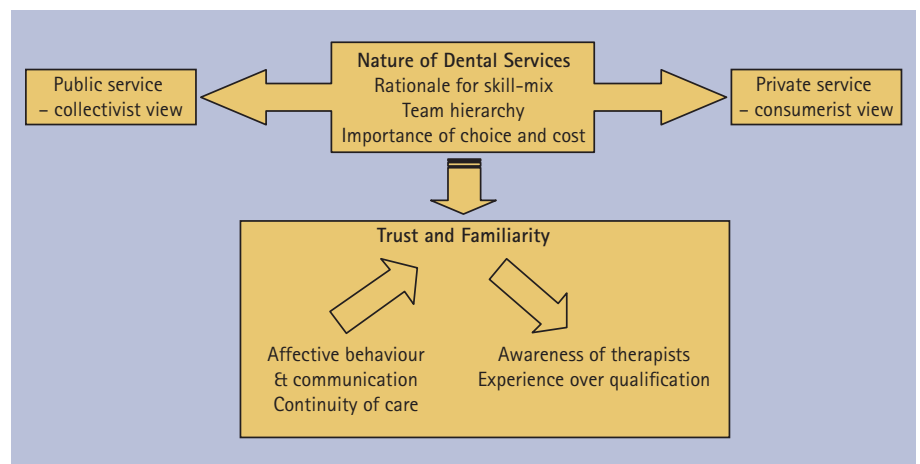 Public service
– collectivist view
Nature of Dental Services
Rationale for skill-mix
Team hierarchy
Importance of choice and cost
Private service
– consumerist view
Trust and Familiarity
Affective behaviour
& communication
Continuity of care
Awareness of therapists
Experience over qualification